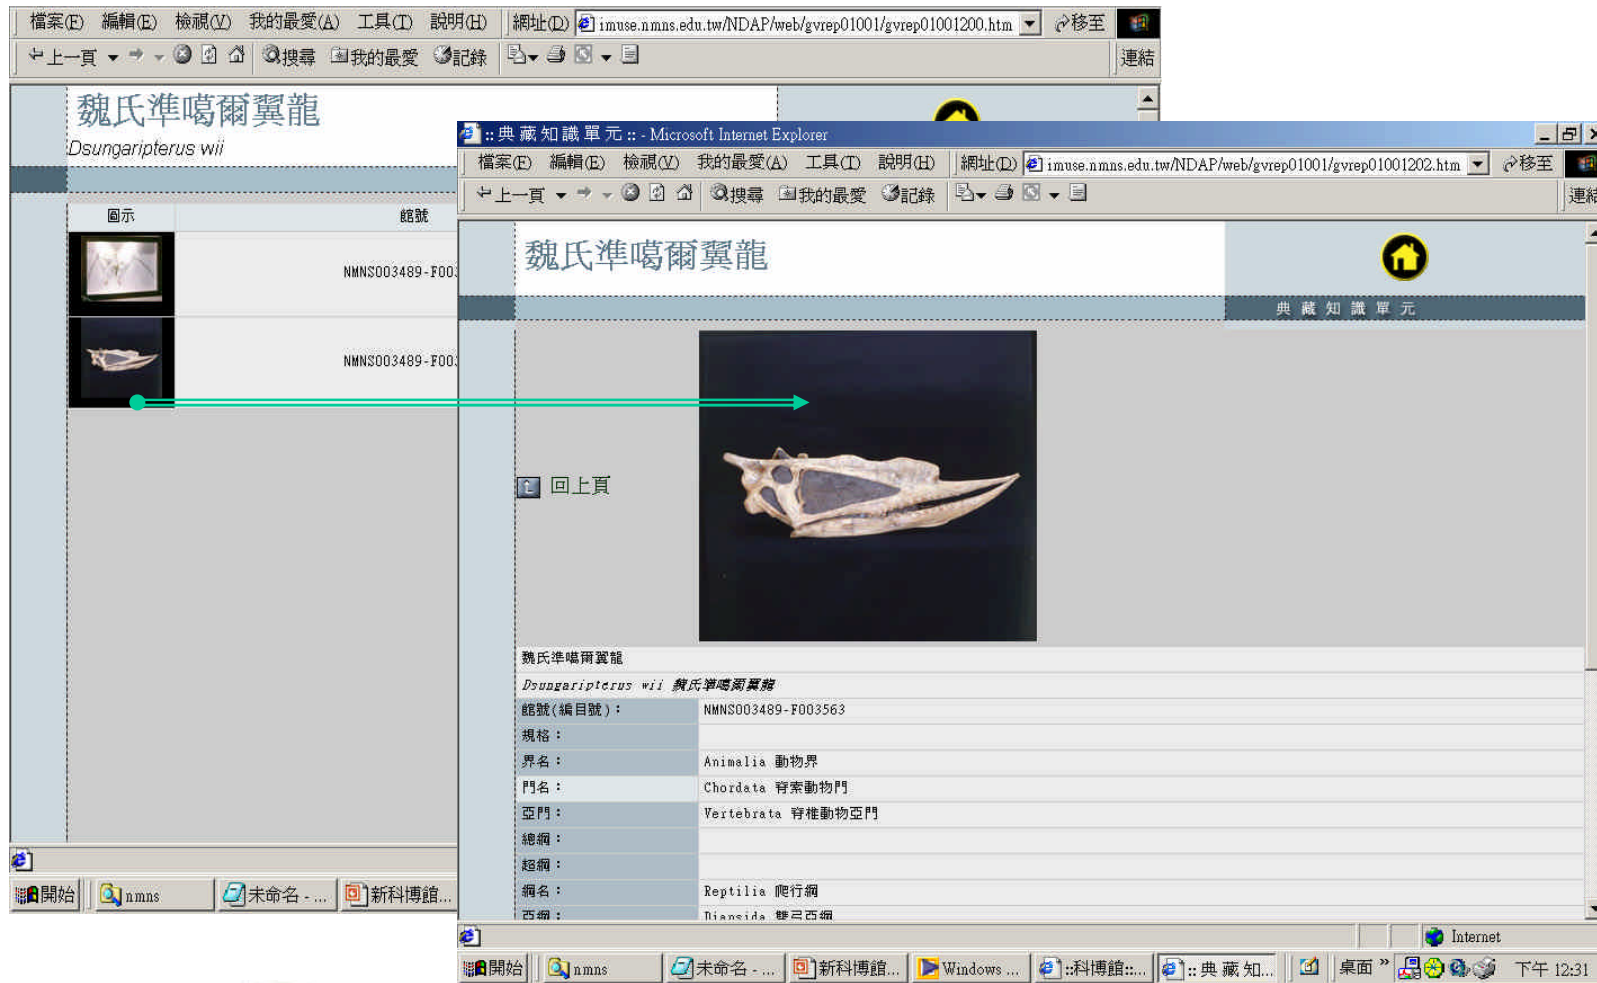 檔案(F) 編輯(E) 檢視(V) 我的最愛(A) 工具(T) 說明(H) 網址(D) imuse.nmns.edu.tw/NDAP/web/gvrep01001/gvrep01001200.htm 移至
上一頁 搜尋 我的最愛 記錄 連結
魏氏準噶爾翼龍
Dsungaripterus wii
圖示 館號
NMNS003489-F003
NMNS003489-F00
開始 nmns 未命名 - ... 新科博館...
:: 典 藏 知 識 單 元 :: - Microsoft Internet Explorer
檔案(F) 編輯(E) 檢視(V) 我的最愛(A) 工具(T) 說明(H) 網址(D) imuse.nmns.edu.tw/NDAP/web/gvrep01001/gvrep01001202.htm 移至
上一頁 搜尋 我的最愛 記錄 連結
魏氏準噶爾翼龍
典 藏 知 識 單 元
回上頁
魏氏準噶爾翼龍
Dsungaripterus wii 魏氏準噶爾翼龍
館號(編目號): NMNS003489-F003563
規格:
界名: Animalia 動物界
門名: Chordata 脊索動物門
亞門: Vertebrata 脊椎動物亞門
總綱:
超綱:
綱名: Reptilia 爬行綱
亞綱: Diapsida 雙弓亞綱
Internet
開始 nmns 未命名 - ... 新科博館... Windows ... ::科博館::... :: 典 藏 知... 桌面 » 下午 12:31